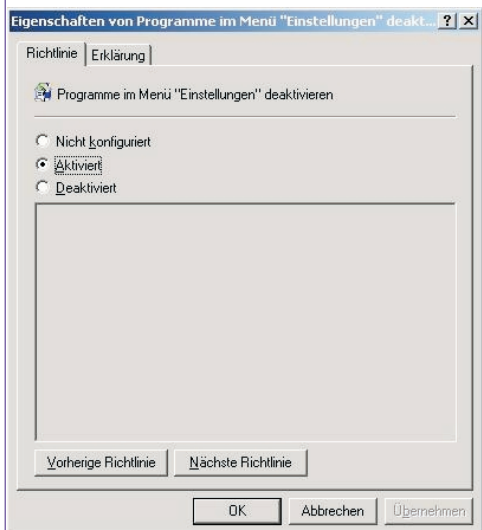 Eigenschaften von Programme im Menü "Einstellungen" deakt...
Richtlinie Erklärung
Programme im Menü "Einstellungen" deaktivieren
Nicht konfiguriert
Aktiviert
Deaktiviert
Vorherige Richtlinie Nächste Richtlinie
OK Abbrechen Übernehmen